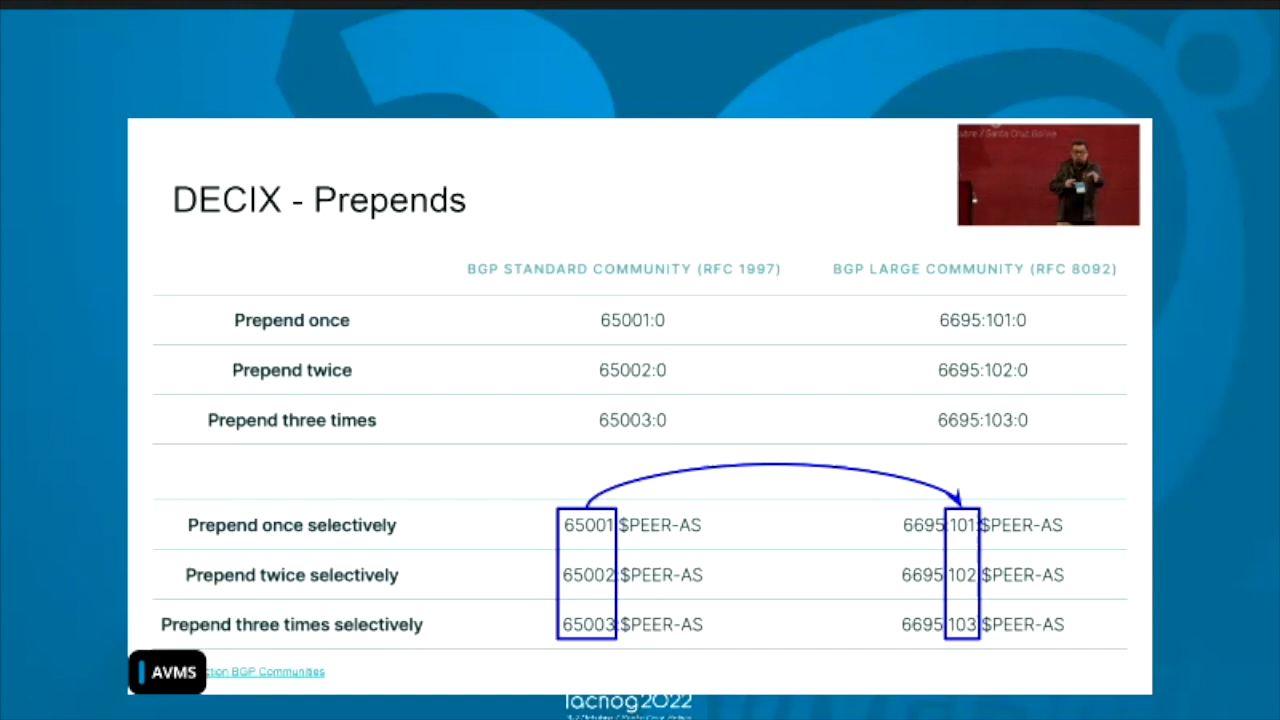 DECIX - Prepends
BGP STANDARD COMMUNITY (RFC 1997) BGP LARGE COMMUNITY (RFC 8092)
Prepend once 65001:0 6695:101:0
Prepend twice 65002:0 6695:102:0
Prepend three times 65003:0 6695:103:0
Prepend once selectively 65001:$PEER-AS 6695:101:$PEER-AS
Prepend twice selectively 65002:$PEER-AS 6695:102:$PEER-AS
Prepend three times selectively 65003:$PEER-AS 6695:103:$PEER-AS
AVMS
BGP Communities
lacnog2022